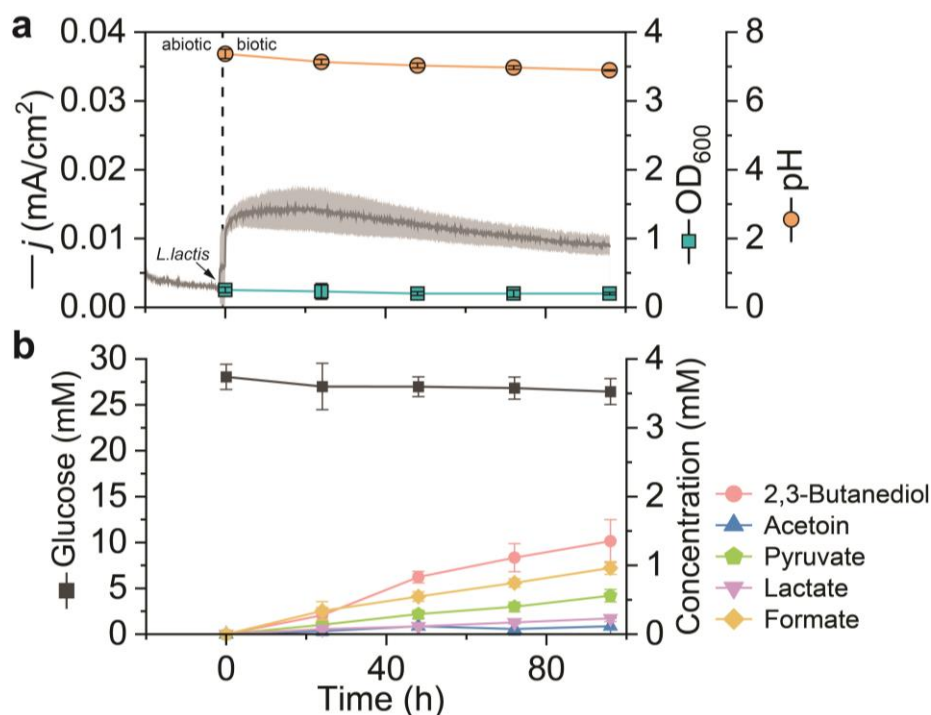 a
0.04
0.03
0.02
0.01
0.00
— j (mA/cm²)
abiotic
biotic
L.lactis
4
3
2
1
0
OD₆₀₀
8
6
4
2
0
pH
b
30
25
20
15
10
5
0
Glucose (mM)
4
3
2
1
0
Concentration (mM)
2,3-Butanediol
Acetoin
Pyruvate
Lactate
Formate
0
40
80
Time (h)